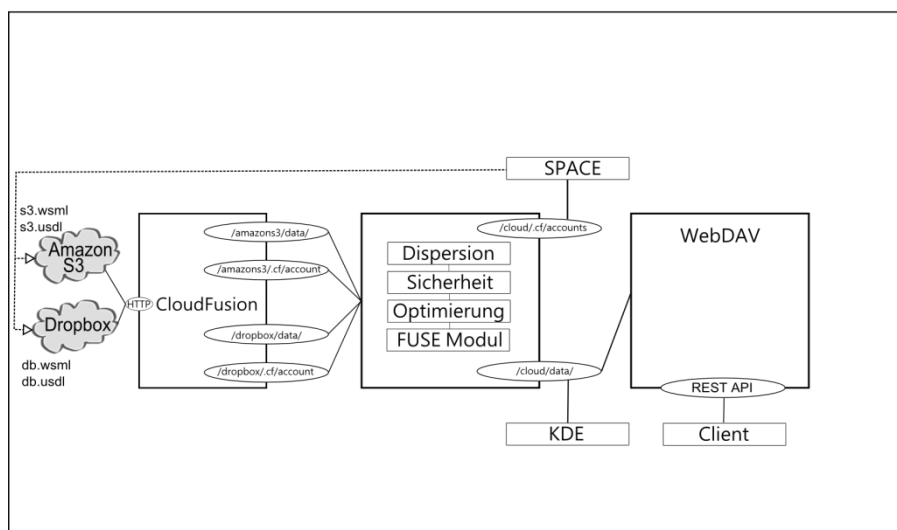 SPACE
s3.wsml
s3.usdl
Amazon
S3
Dropbox
db.wsml
db.usdl
HTTP
CloudFusion
/amazons3/data/
/amazons3/.cf/account
/dropbox/data/
/dropbox/.cf/account
Dispersion
Sicherheit
Optimierung
FUSE Modul
/cloud/.cf/accounts
/cloud/data/
KDE
WebDAV
REST API
Client